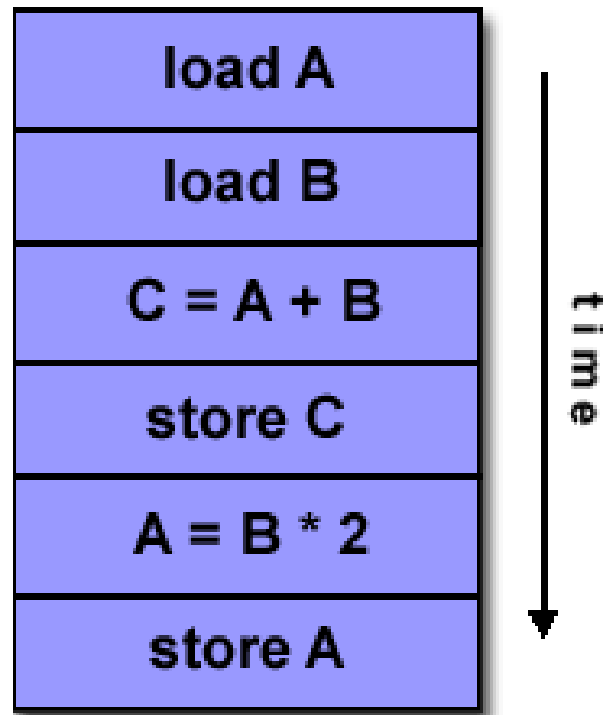 load A
load B
C = A + B
store C
A = B * 2
store A
time